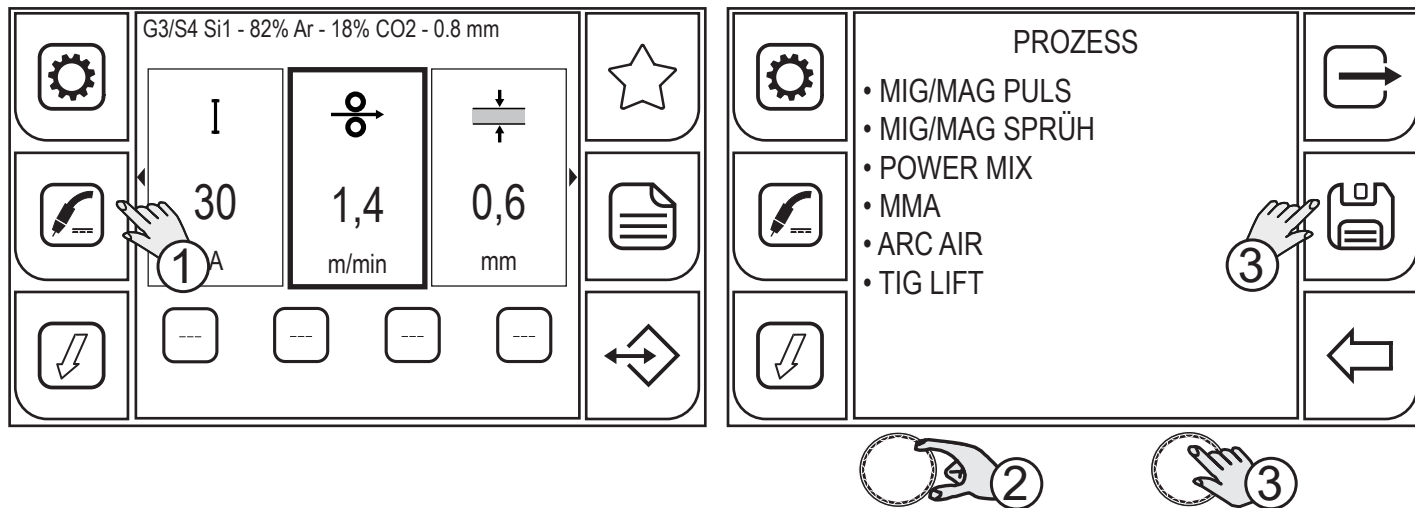 G3/S4 Si1 - 82% Ar - 18% CO2 - 0.8 mm
I
30
A
1,4
m/min
0,6
mm
---
---
---
---
1
PROZESS
• MIG/MAG PULS
• MIG/MAG SPRÜH
• POWER MIX
• MMA
• ARC AIR
• TIG LIFT
3
2
3